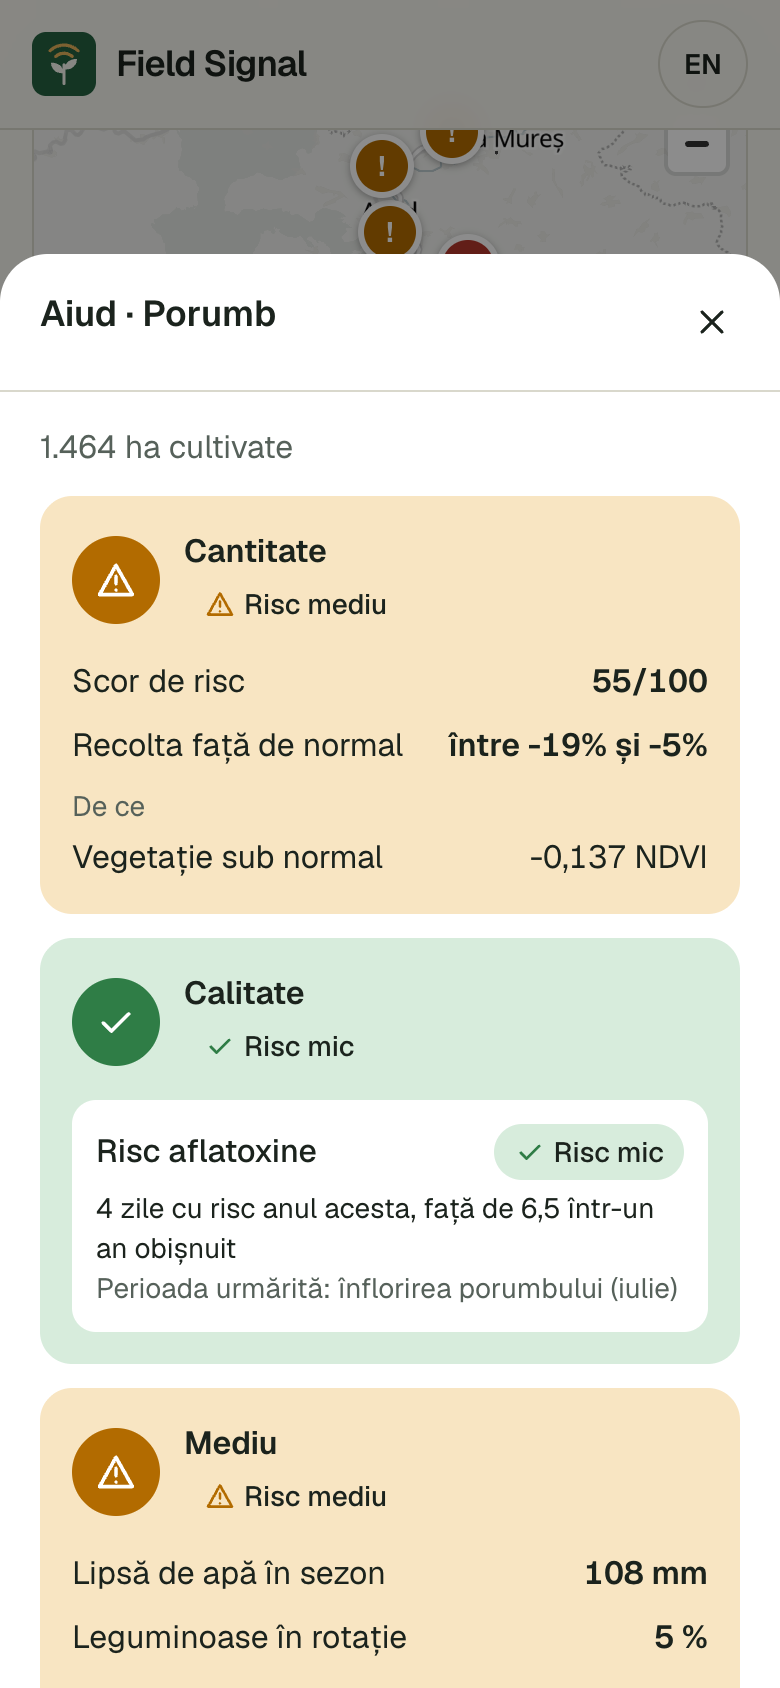 Field Signal
EN
Mureș
Aiud · Porumb
1.464 ha cultivate
Cantitate
Risc mediu
Scor de risc 55/100
Recolta față de normal între -19% și -5%
De ce
Vegetație sub normal -0,137 NDVI
Calitate
Risc mic
Risc aflatoxine Risc mic
4 zile cu risc anul acesta, față de 6,5 într-un
an obișnuit
Perioada urmărită: înflorirea porumbului (iulie)
Mediu
Risc mediu
Lipsă de apă în sezon 108 mm
Leguminoase în rotație 5 %